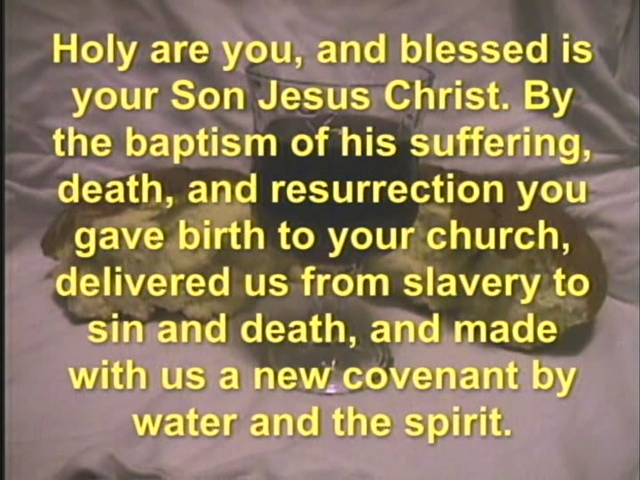 Holy are you, and blessed is
your Son Jesus Christ. By
the baptism of his suffering,
death, and resurrection you
gave birth to your church,
delivered us from slavery to
sin and death, and made
with us a new covenant by
water and the spirit.